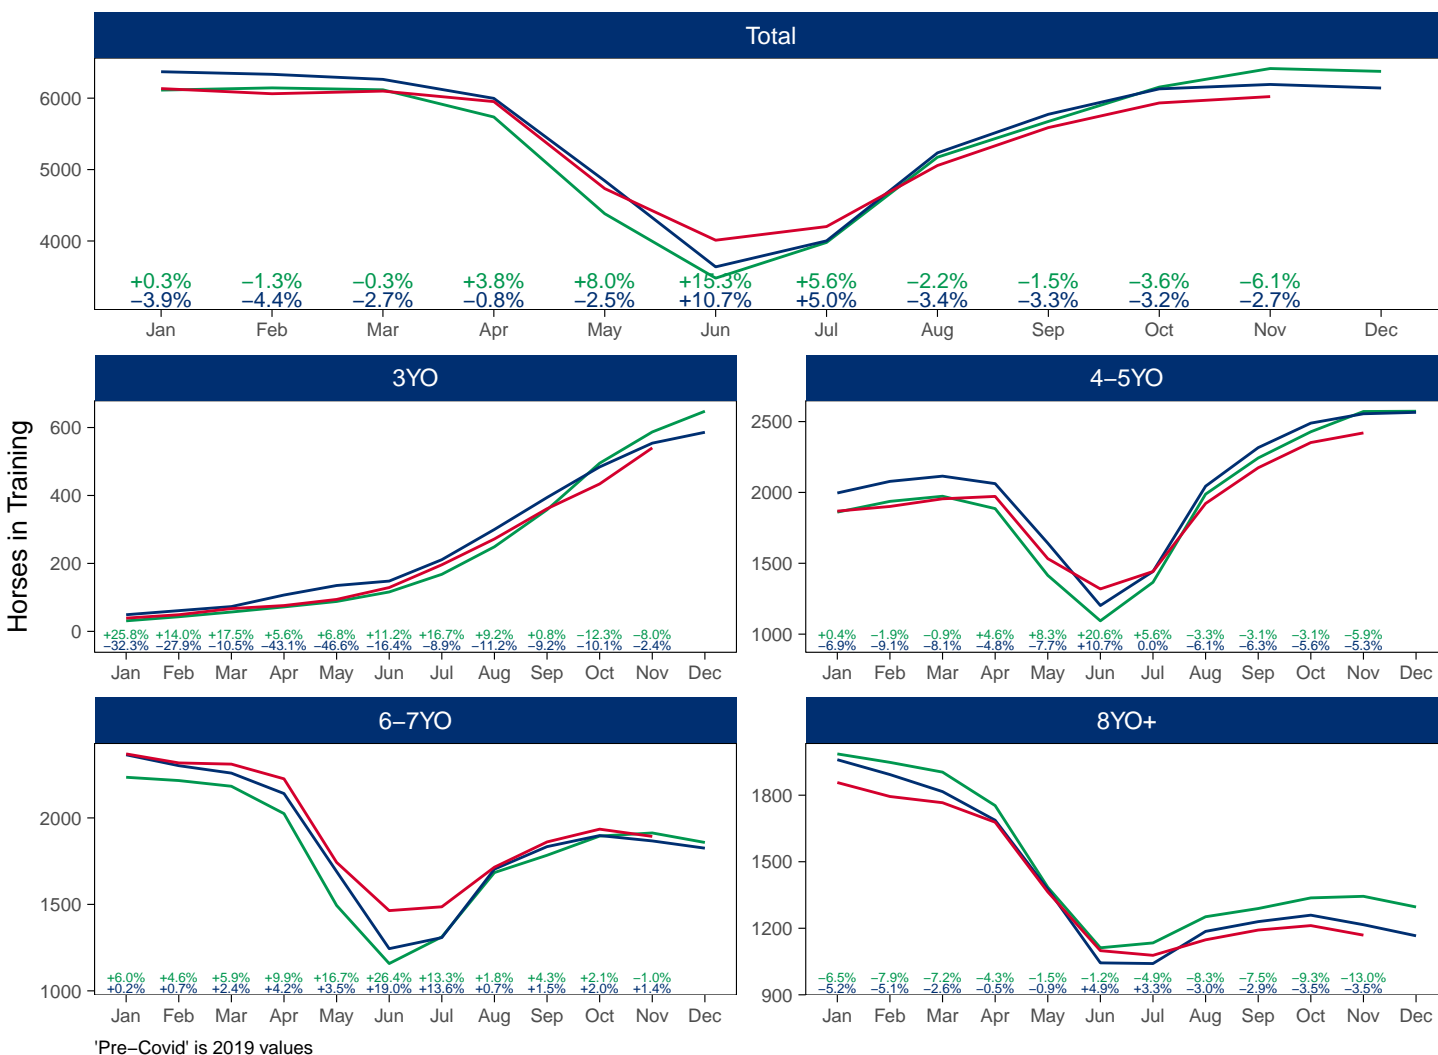 Total
6000
5000
4000
+0.3% −1.3% −0.3% +3.8% +8.0% +15.3% +5.6% −2.2% −1.5% −3.6% −6.1%
−3.9% −4.4% −2.7% −0.8% −2.5% +10.7% +5.0% −3.4% −3.3% −3.2% −2.7%
Jan Feb Mar Apr May Jun Jul Aug Sep Oct Nov Dec
Horses in Training
3YO
600
400
200
0
+25.8% +14.0% +17.5% +5.6% +6.8% +11.2% +16.7% +9.2% +0.8% −12.3% −8.0%
−32.3% −27.9% −10.5% −43.1% −46.6% −16.4% −8.9% −11.2% −9.2% −10.1% −2.4%
Jan Feb Mar Apr May Jun Jul Aug Sep Oct Nov Dec
4−5YO
2500
2000
1500
1000
+0.4% −1.9% −0.9% +4.6% +8.3% +20.6% +5.6% −3.3% −3.1% −3.1% −5.9%
−6.9% −9.1% −8.1% −4.8% −7.7% +10.7% 0.0% −6.1% −6.3% −5.6% −5.3%
Jan Feb Mar Apr May Jun Jul Aug Sep Oct Nov Dec
6−7YO
2000
1500
1000
+6.0% +4.6% +5.9% +9.9% +16.7% +26.4% +13.3% +1.8% +4.3% +2.1% −1.0%
+0.2% +0.7% +2.4% +4.2% +3.5% +19.0% +13.6% +0.7% +1.5% +2.0% +1.4%
Jan Feb Mar Apr May Jun Jul Aug Sep Oct Nov Dec
8YO+
1800
1500
1200
900
−6.5% −7.9% −7.2% −4.3% −1.5% −1.2% −4.9% −8.3% −7.5% −9.3% −13.0%
−5.2% −5.1% −2.6% −0.5% −0.9% +4.9% +3.3% −3.0% −2.9% −3.5% −3.5%
Jan Feb Mar Apr May Jun Jul Aug Sep Oct Nov Dec
'Pre−Covid' is 2019 values